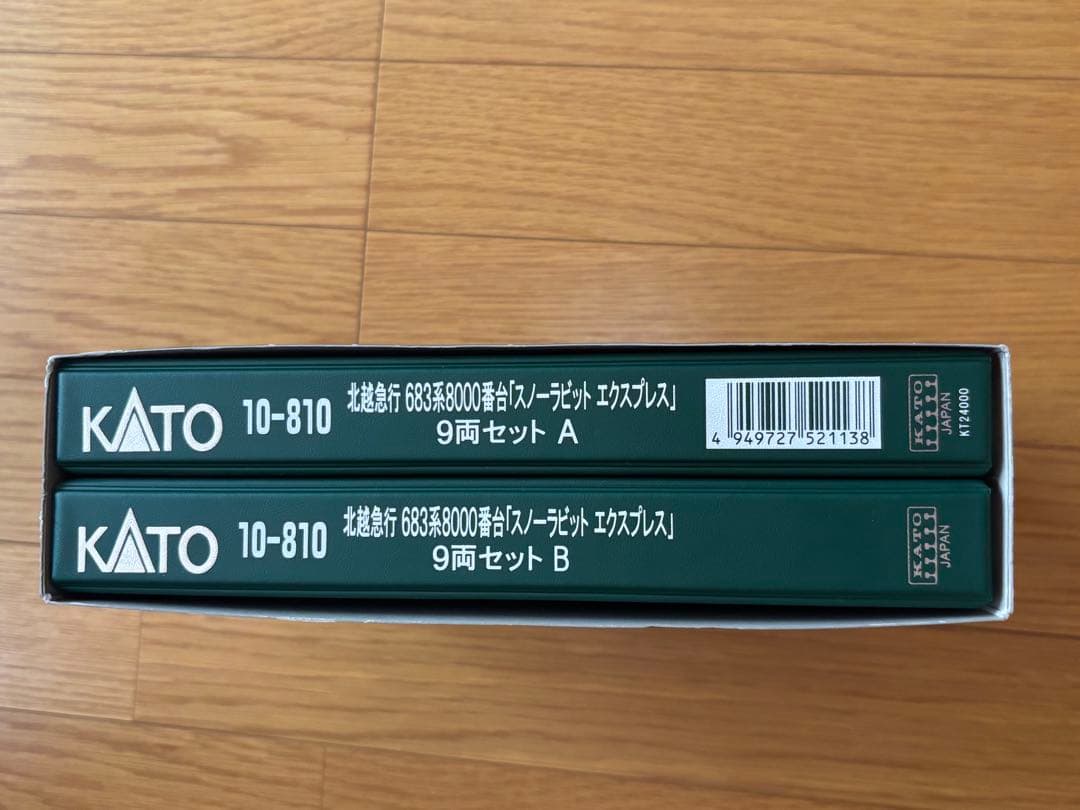 KATO 10-810 北越急行 683系8000番台「スノーラビット エクスプレス」
9両セット A
4 949727 521138
KATO
JAPAN
KT24000
KATO 10-810 北越急行 683系8000番台「スノーラビット エクスプレス」
9両セット B
KATO
JAPAN